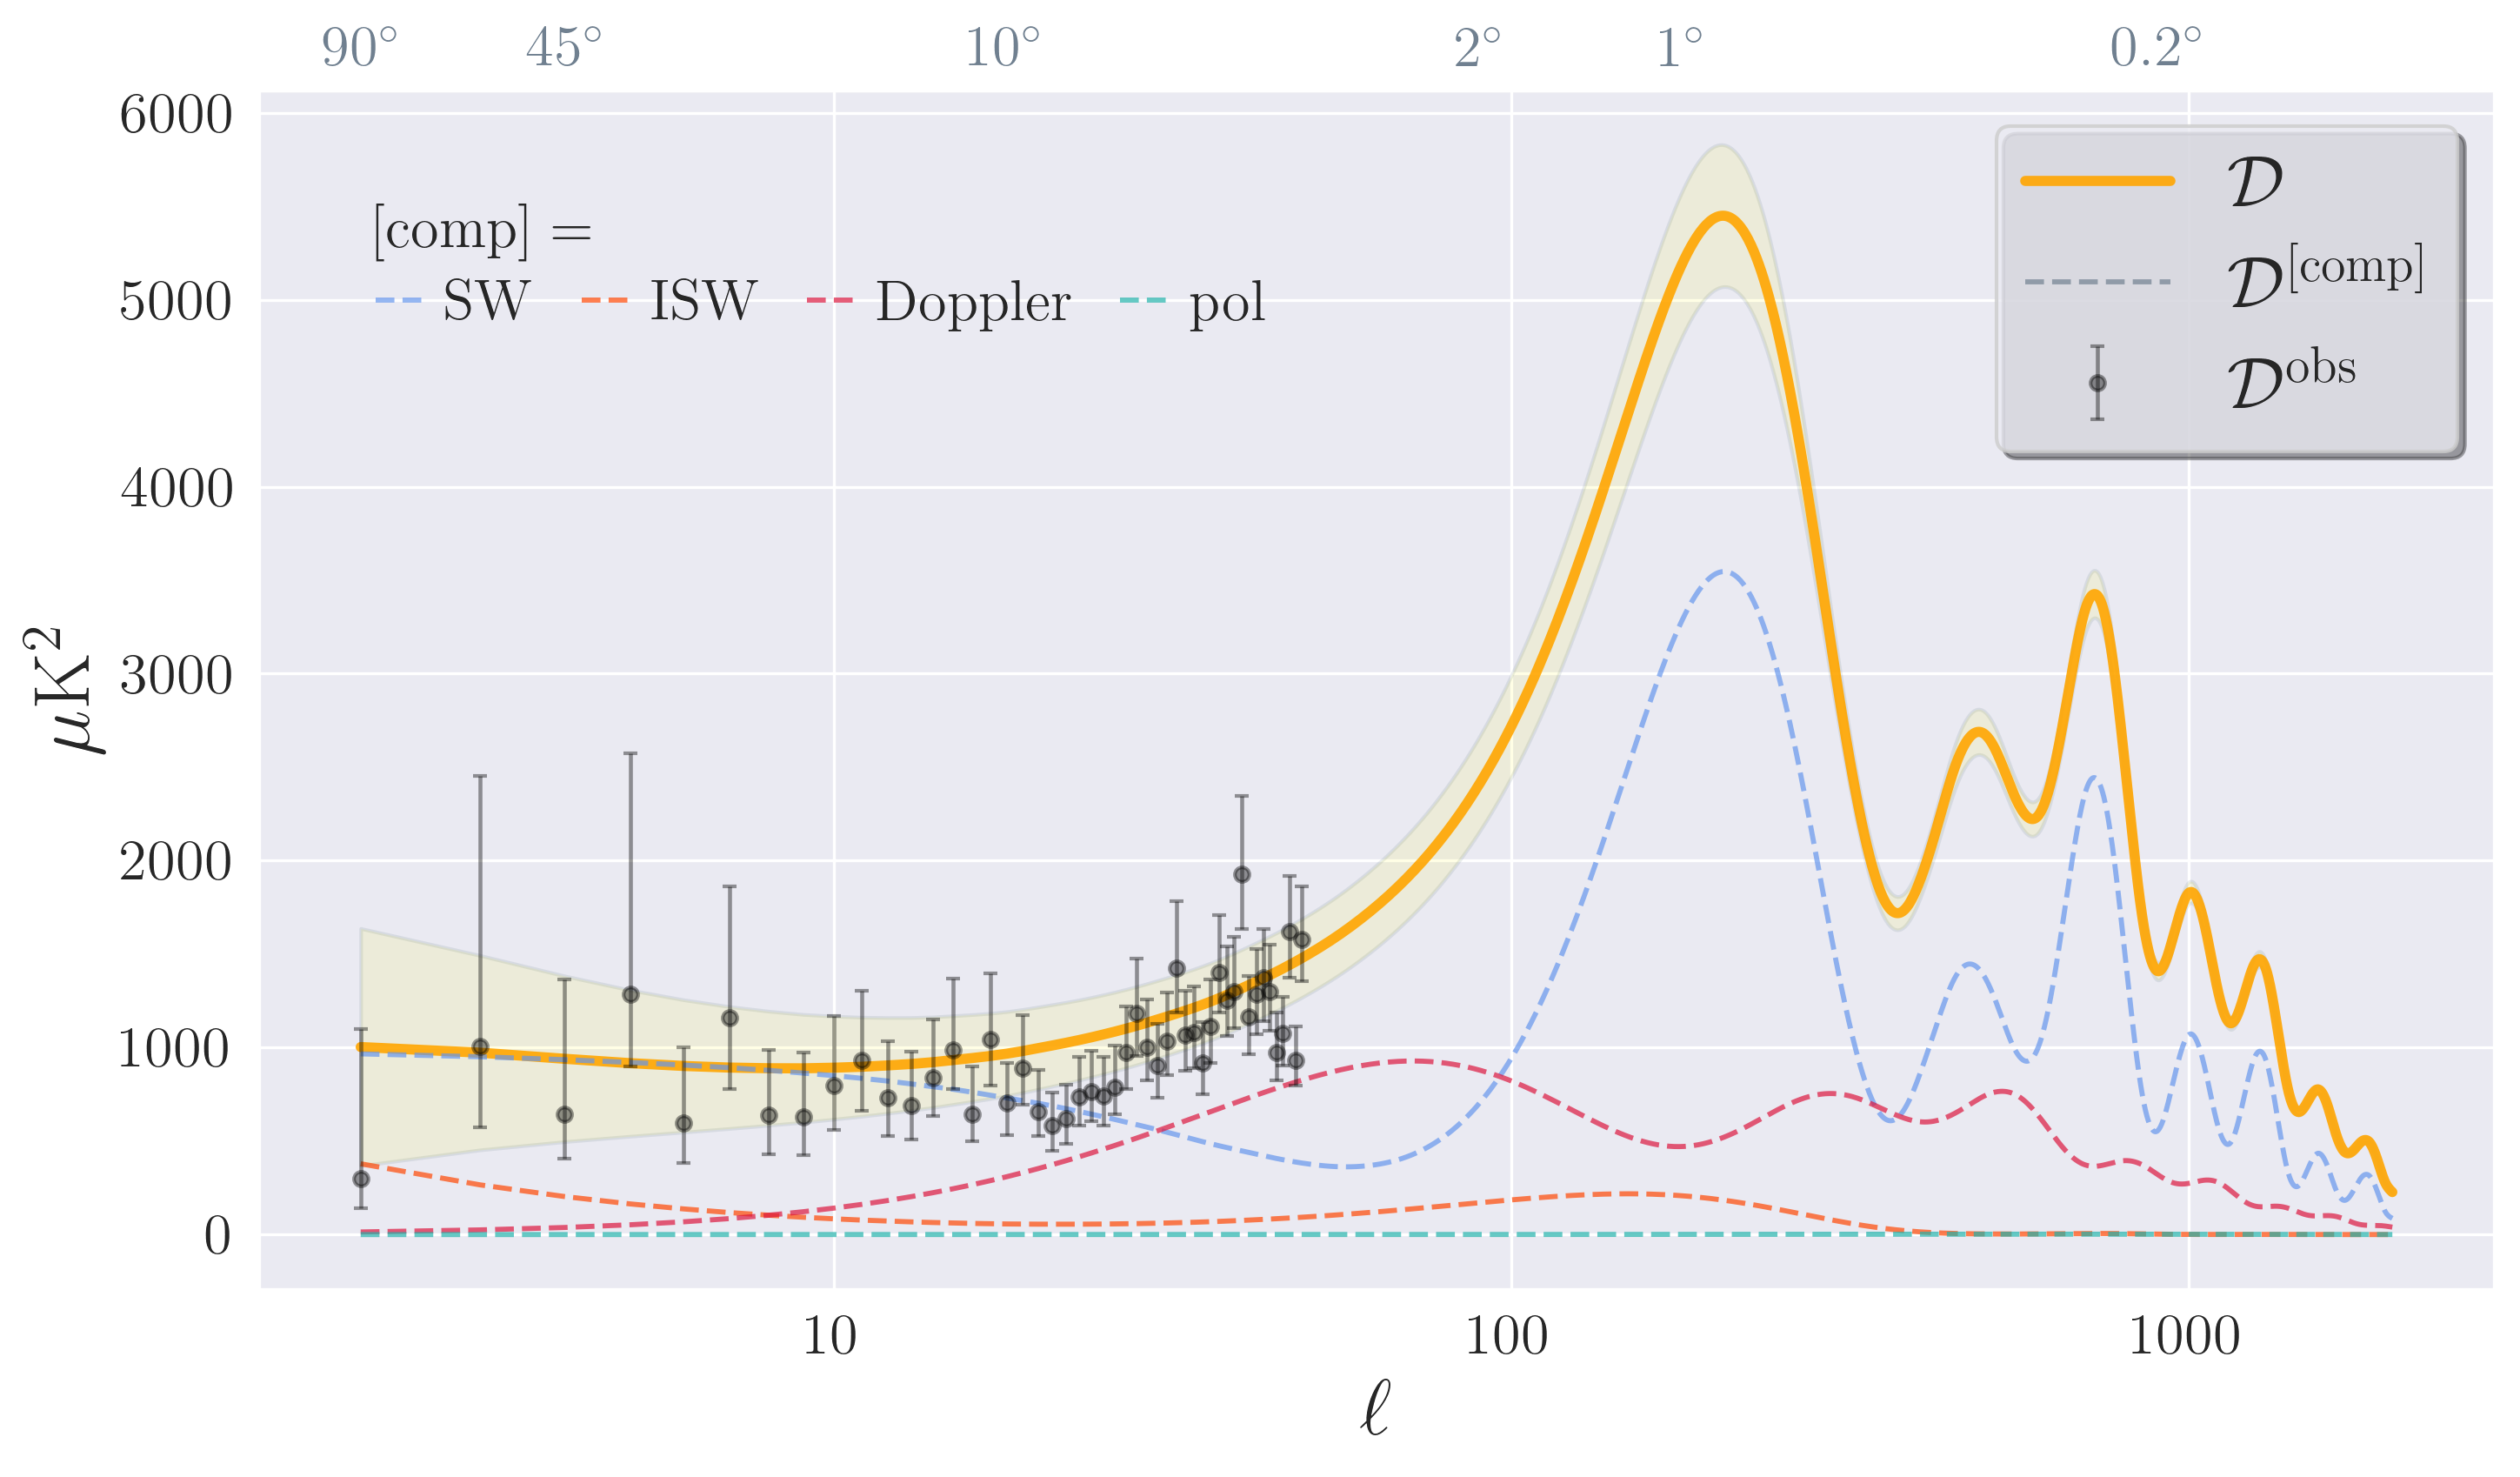 90° 45° 10° 2° 1° 0.2°
6000
5000
4000
3000
2000
1000
0
μK²
[comp] =
SW ISW Doppler pol
𝒟
𝒟^[comp]
𝒟^obs
10 100 1000
ℓ